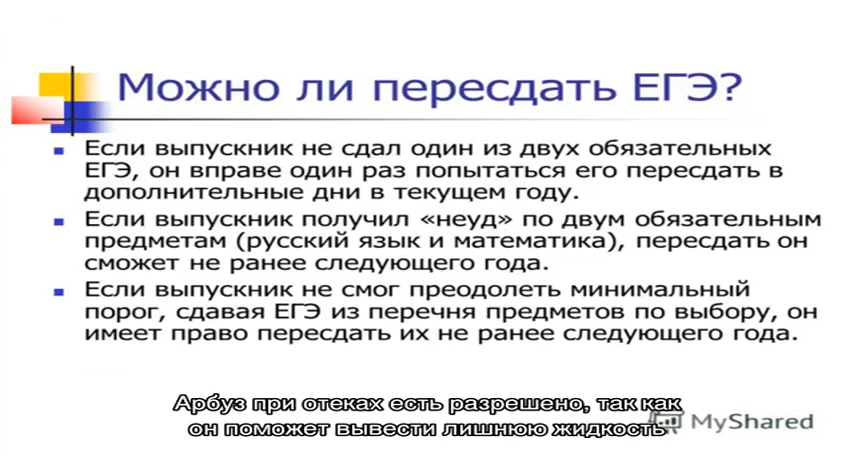 Можно ли пересдать ЕГЭ?
Если выпускник не сдал один из двух обязательных
ЕГЭ, он вправе один раз попытаться его пересдать в
дополнительные дни в текущем году.
Если выпускник получил «неуд» по двум обязательным
предметам (русский язык и математика), пересдать он
сможет не ранее следующего года.
Если выпускник не смог преодолеть минимальный
порог, сдавая ЕГЭ из перечня предметов по выбору, он
имеет право пересдать их не ранее следующего года.
Арбуз при отеках есть разрешено, так как
он поможет вывести лишнюю жидкость
MyShared